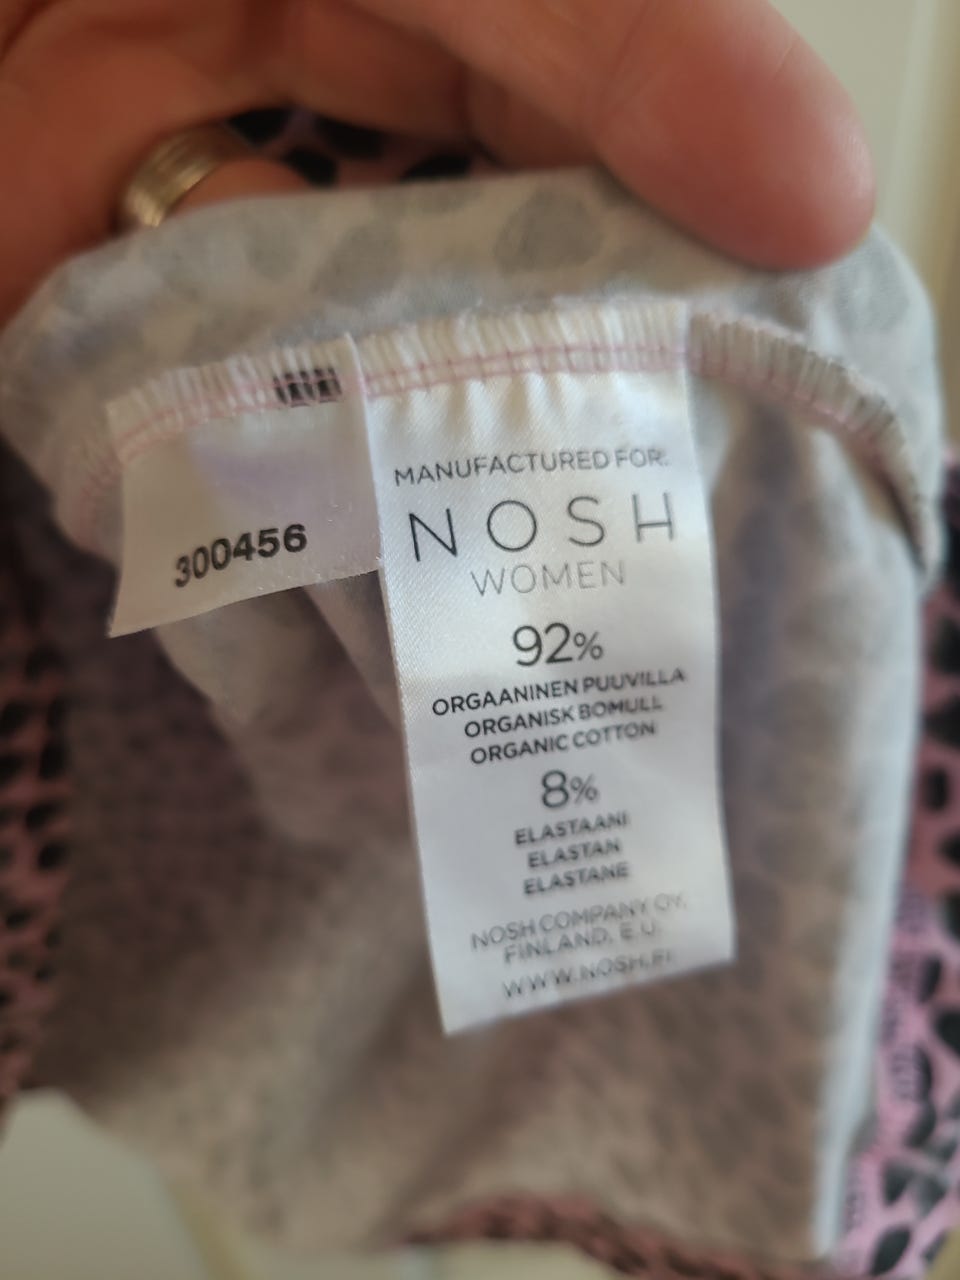 300456
MANUFACTURED FOR:
NOSH
WOMEN
92%
ORGAANINEN PUUVILLA
ORGANISK BOMULL
ORGANIC COTTON
8%
ELASTAANI
ELASTAN
ELASTANE
NOSH COMPANY OY,
FINLAND, E.U.
WWW.NOSH.FI